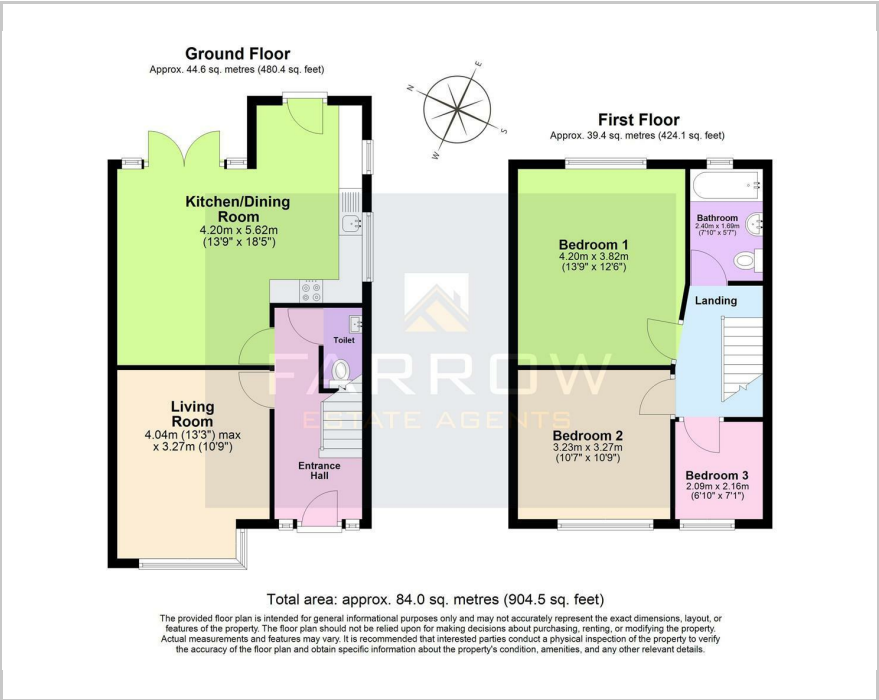 Ground Floor
Approx. 44.6 sq. metres (480.4 sq. feet)
N
E
S
W
First Floor
Approx. 39.4 sq. metres (424.1 sq. feet)
Kitchen/Dining
Room
4.20m x 5.62m
(13'9" x 18'5")
Toilet
Living
Room
4.04m (13'3") max
x 3.27m (10'9")
Entrance
Hall
Bedroom 1
4.20m x 3.82m
(13'9" x 12'6")
Bathroom
2.40m x 1.69m
(7'10" x 5'7")
Landing
Bedroom 2
3.23m x 3.27m
(10'7" x 10'9")
Bedroom 3
2.09m x 2.16m
(6'10" x 7'1")
FARROW
ESTATE AGENTS
Total area: approx. 84.0 sq. metres (904.5 sq. feet)
The provided floor plan is intended for general informational purposes only and may not accurately represent the exact dimensions, layout, or
features of the property. The floor plan should not be relied upon for making decisions about purchasing, renting, or modifying the property.
Actual measurements and features may vary. It is recommended that interested parties conduct a physical inspection of the property to verify
the accuracy of the floor plan and obtain specific information about the property's condition, amenities, and any other relevant details.